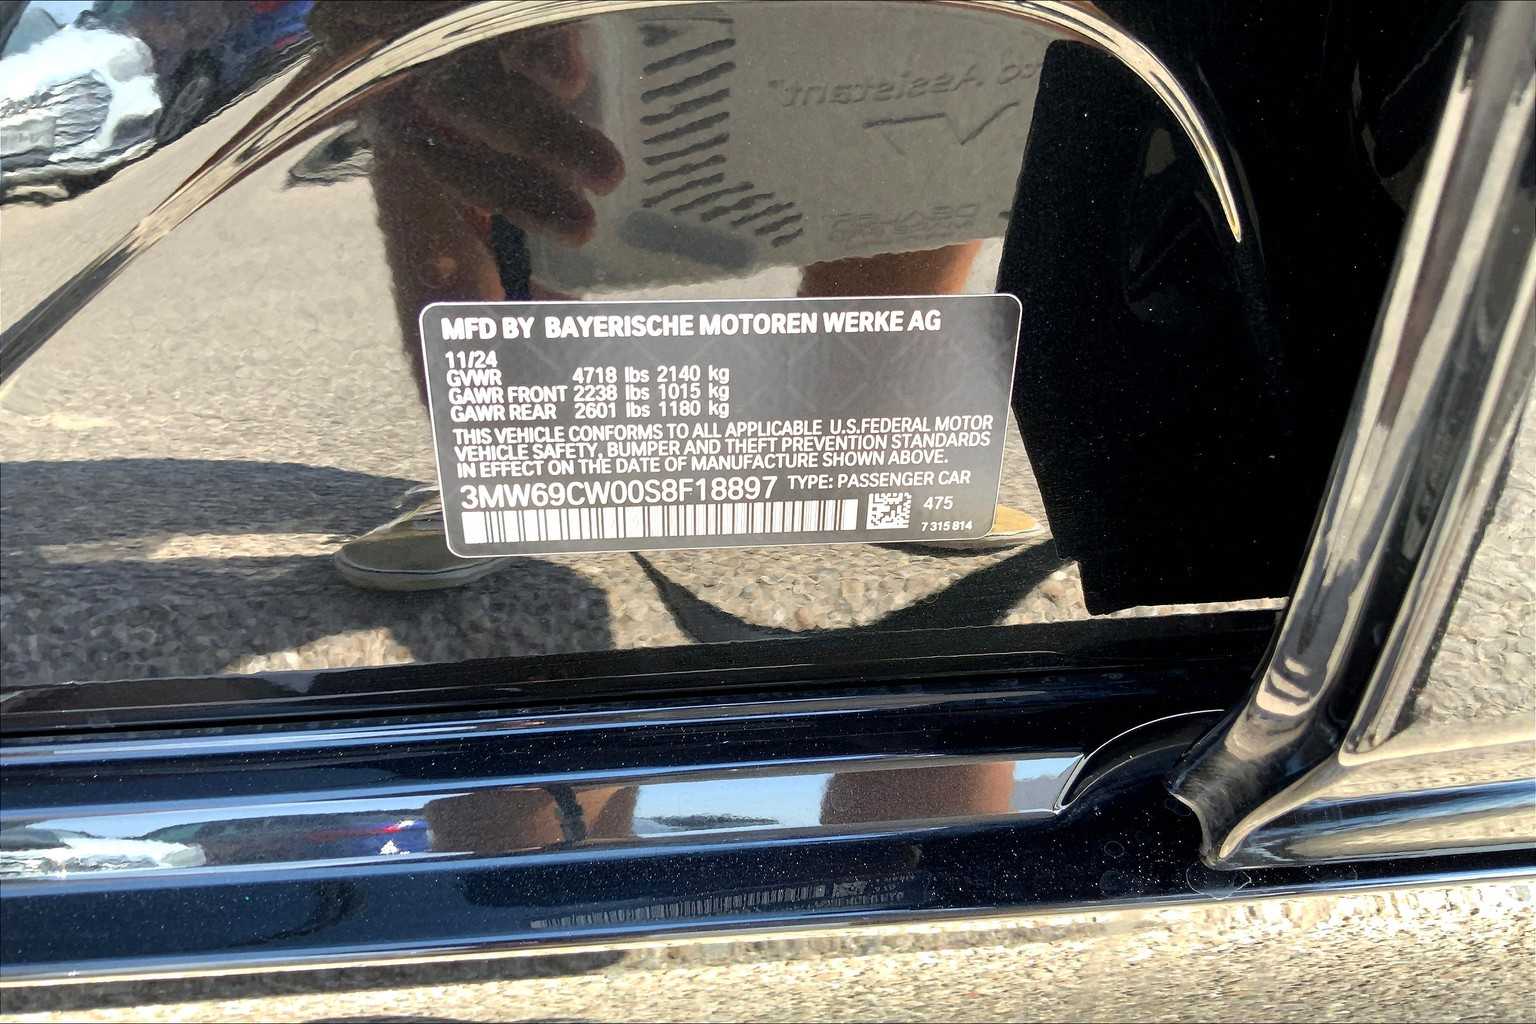 Assistant
MFD BY BAYERISCHE MOTOREN WERKE AG
11/24
GVWR 4718 lbs 2140 kg
GAWR FRONT 2238 lbs 1015 kg
GAWR REAR 2601 lbs 1180 kg
THIS VEHICLE CONFORMS TO ALL APPLICABLE U.S.FEDERAL MOTOR
VEHICLE SAFETY, BUMPER AND THEFT PREVENTION STANDARDS
IN EFFECT ON THE DATE OF MANUFACTURE SHOWN ABOVE.
3MW69CW00S8F18897 TYPE: PASSENGER CAR
475
7 315 814